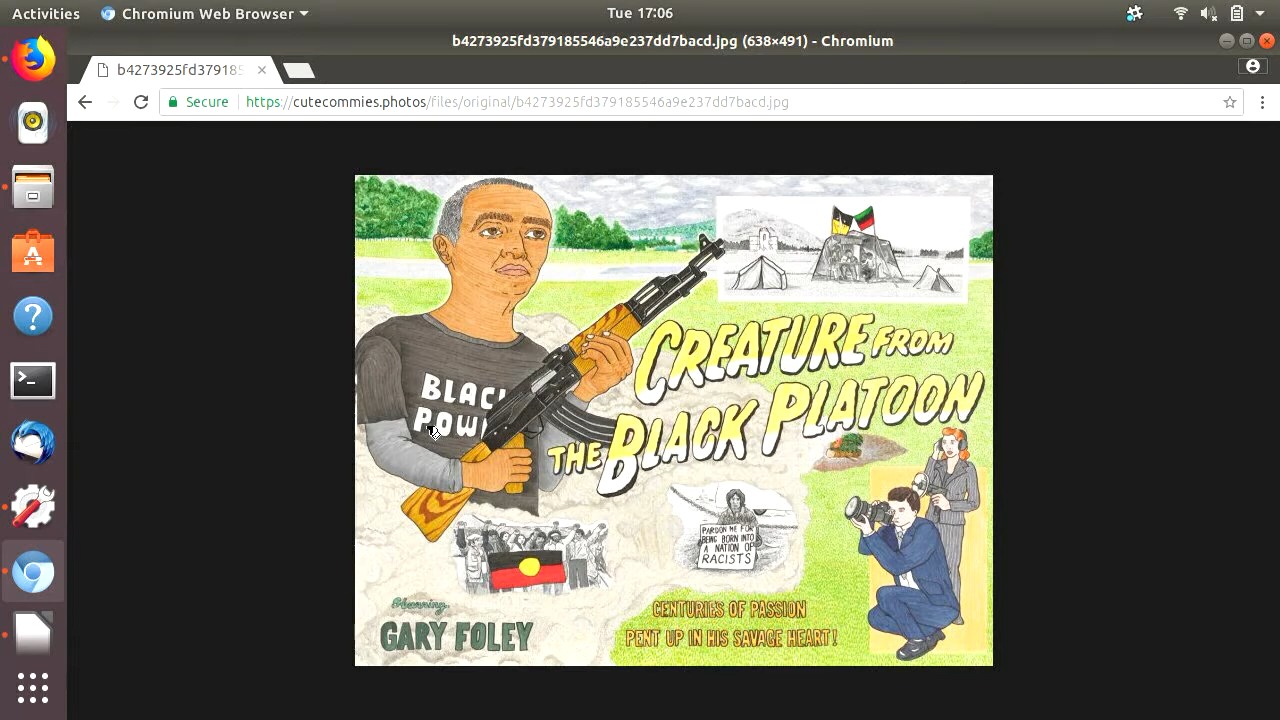 Activities
Chromium Web Browser
Tue 17:06
b4273925fd379185546a9e237dd7bacd.jpg (638×491) - Chromium
b4273925fd379185
Secure
https://cutecommies.photos/files/original/b4273925fd379185546a9e237dd7bacd.jpg
CREATURE FROM
THE BLACK PLATOON
BLAC
POW
PARDON ME FOR
BEING BORN INTO
A NATION OF
RACISTS
Starring
GARY FOLEY
CENTURIES OF PASSION
PENT UP IN HIS SAVAGE HEART!